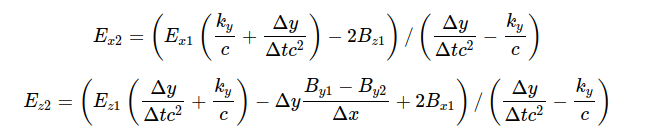 $$E_{x2} = \left( E_{x1} \left( \frac{k_y}{c} + \frac{\Delta y}{\Delta t c^2} \right) - 2B_{z1} \right) / \left( \frac{\Delta y}{\Delta t c^2} - \frac{k_y}{c} \right)$$
$$E_{z2} = \left( E_{z1} \left( \frac{\Delta y}{\Delta t c^2} + \frac{k_y}{c} \right) - \Delta y \frac{B_{y1} - B_{y2}}{\Delta x} + 2B_{x1} \right) / \left( \frac{\Delta y}{\Delta t c^2} - \frac{k_y}{c} \right)$$